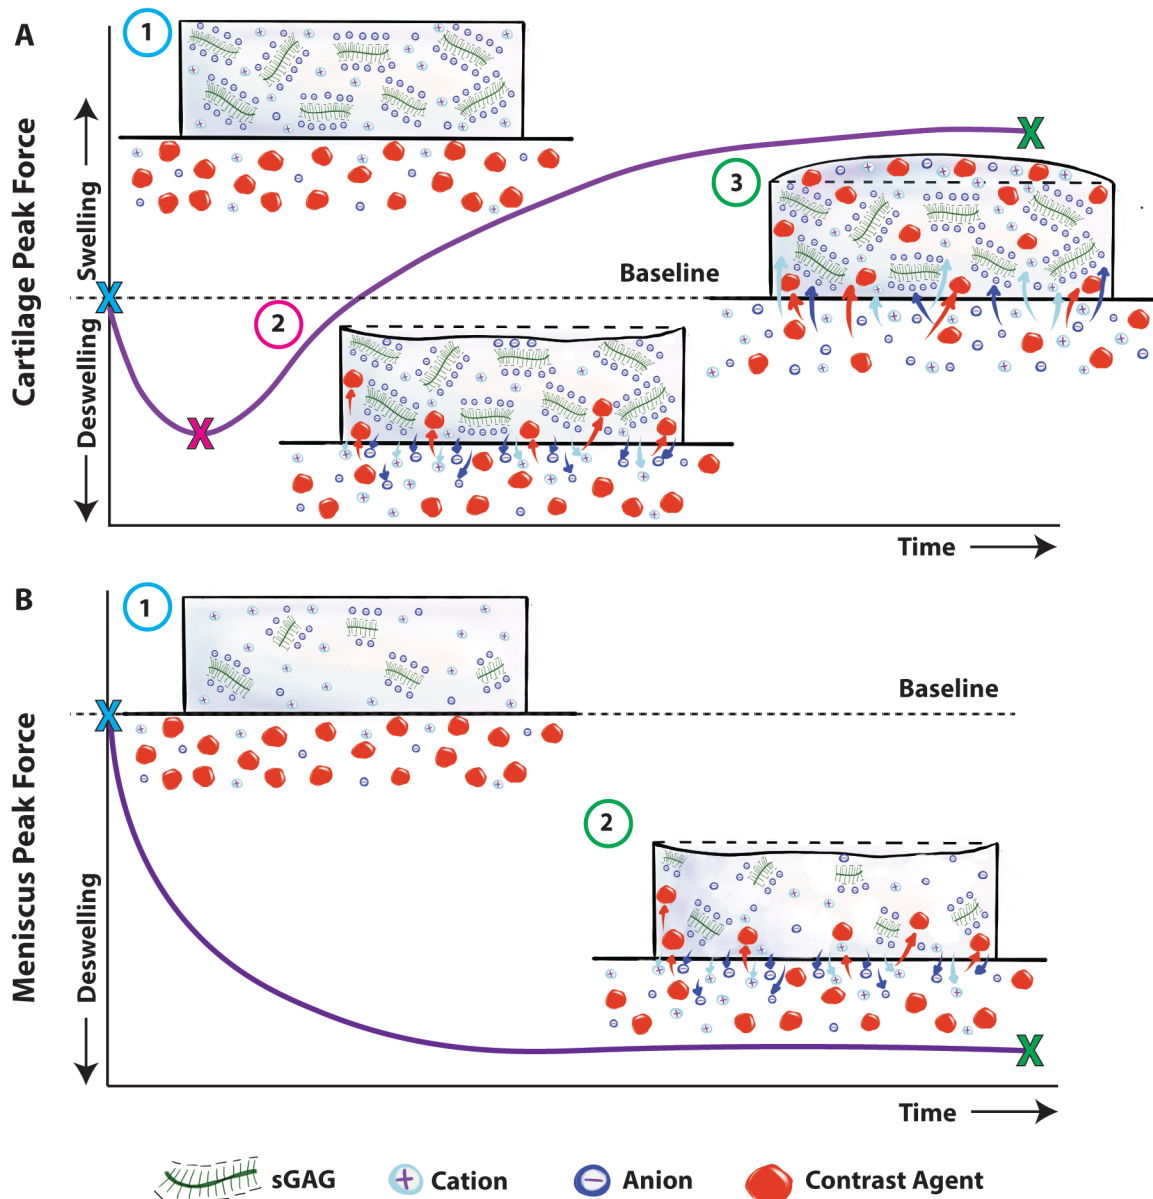 A
1
Cartilage Peak Force
Swelling
Deswelling
X
X
X
2
3
Baseline
Time
B
1
Meniscus Peak Force
Deswelling
X
Baseline
2
X
Time
sGAG
Cation
Anion
Contrast Agent